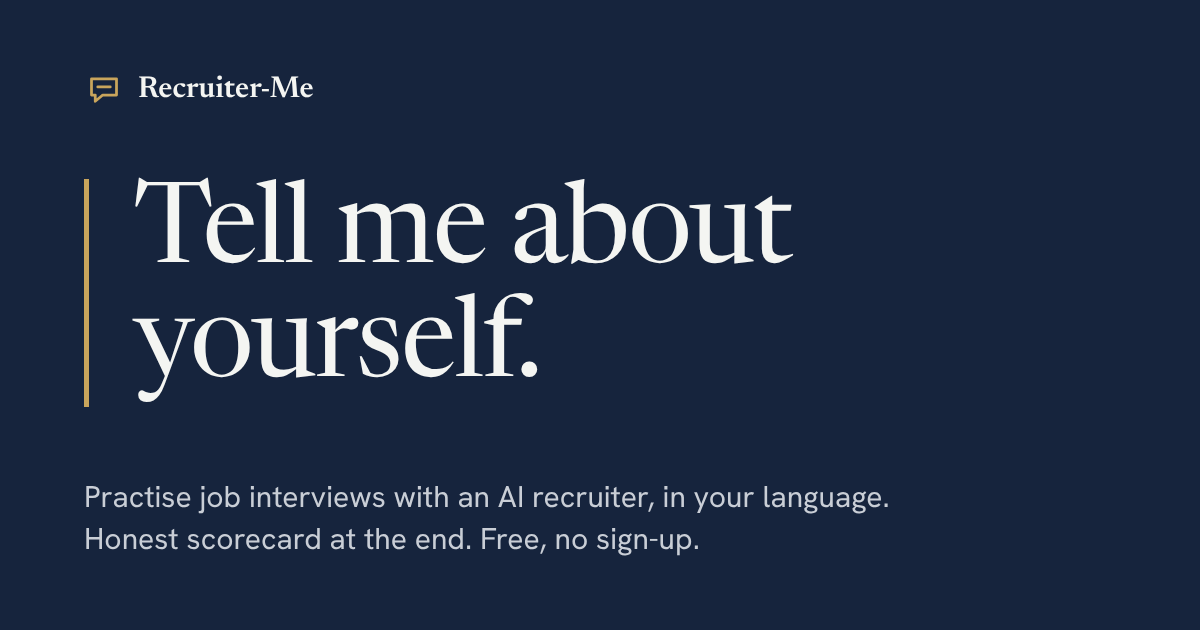 Recruiter-Me
Tell me about
yourself.
Practise job interviews with an AI recruiter, in your language.
Honest scorecard at the end. Free, no sign-up.